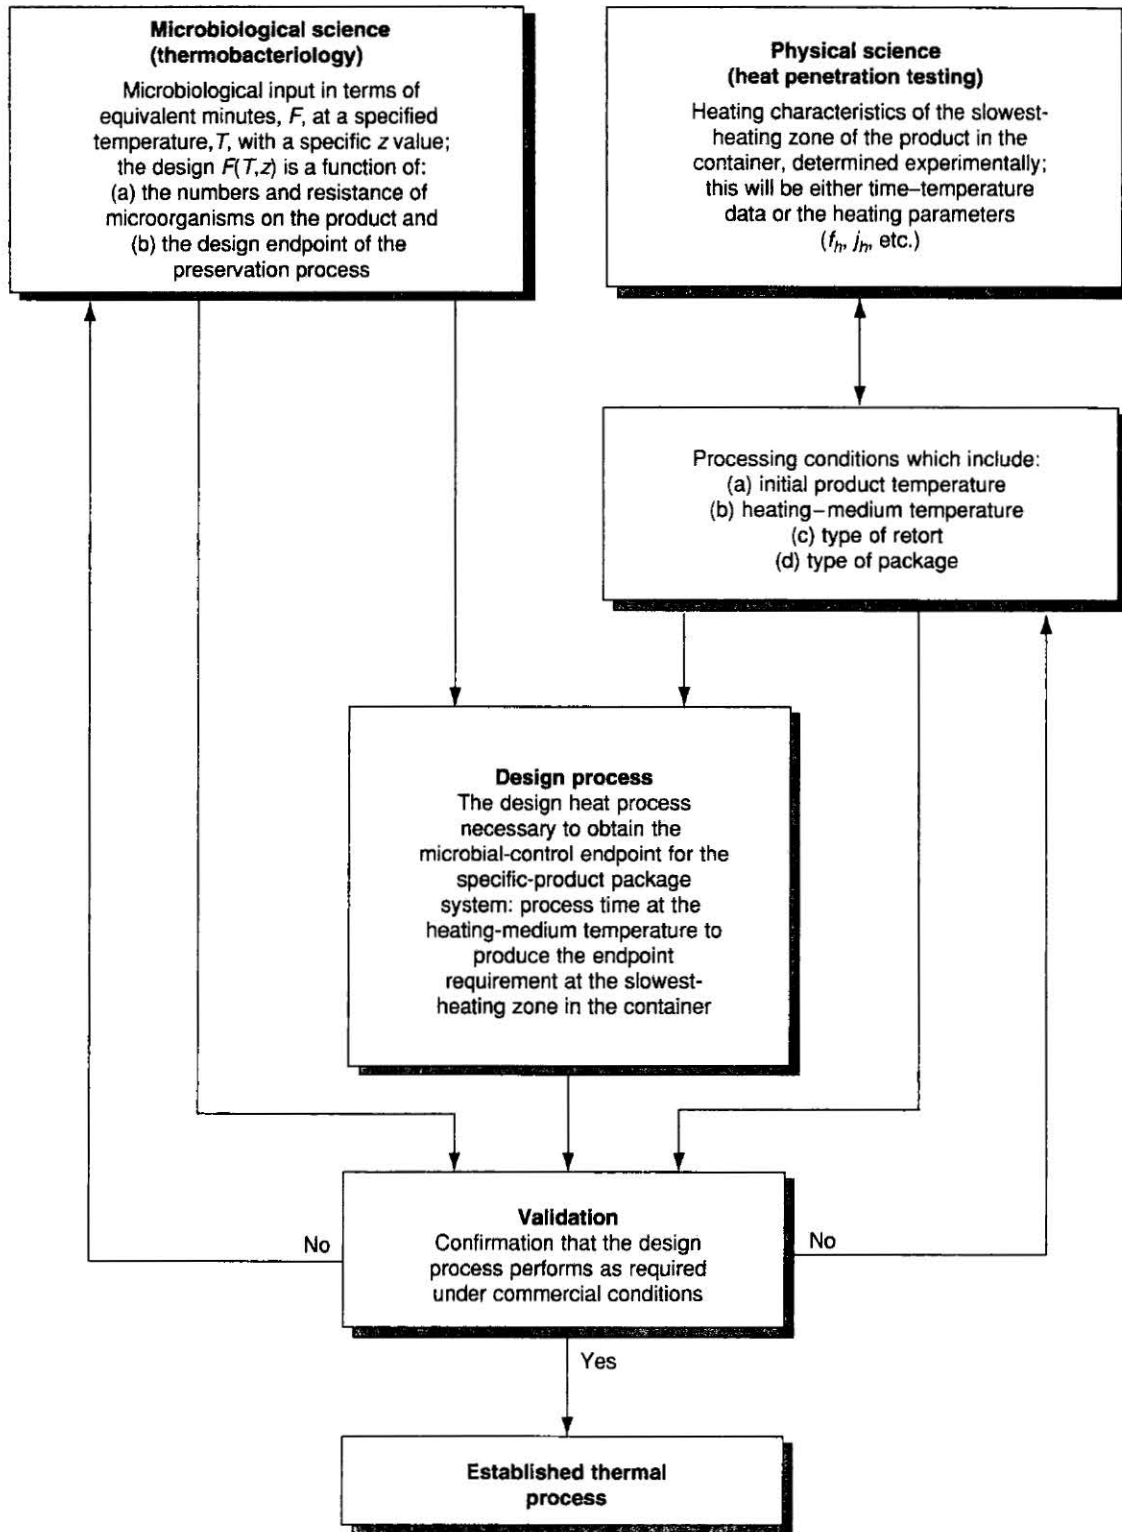 Microbiological science
(thermobacteriology)
Microbiological input in terms of
equivalent minutes, F, at a specified
temperature, T, with a specific z value;
the design F(T,z) is a function of:
(a) the numbers and resistance of
microorganisms on the product and
(b) the design endpoint of the
preservation process
Physical science
(heat penetration testing)
Heating characteristics of the slowest-
heating zone of the product in the
container, determined experimentally;
this will be either time–temperature
data or the heating parameters
(fh, jh, etc.)
Processing conditions which include:
(a) initial product temperature
(b) heating–medium temperature
(c) type of retort
(d) type of package
Design process
The design heat process
necessary to obtain the
microbial-control endpoint for the
specific-product package
system: process time at the
heating-medium temperature to
produce the endpoint
requirement at the slowest-
heating zone in the container
Validation
Confirmation that the design
process performs as required
under commercial conditions
No
No
Yes
Established thermal
process